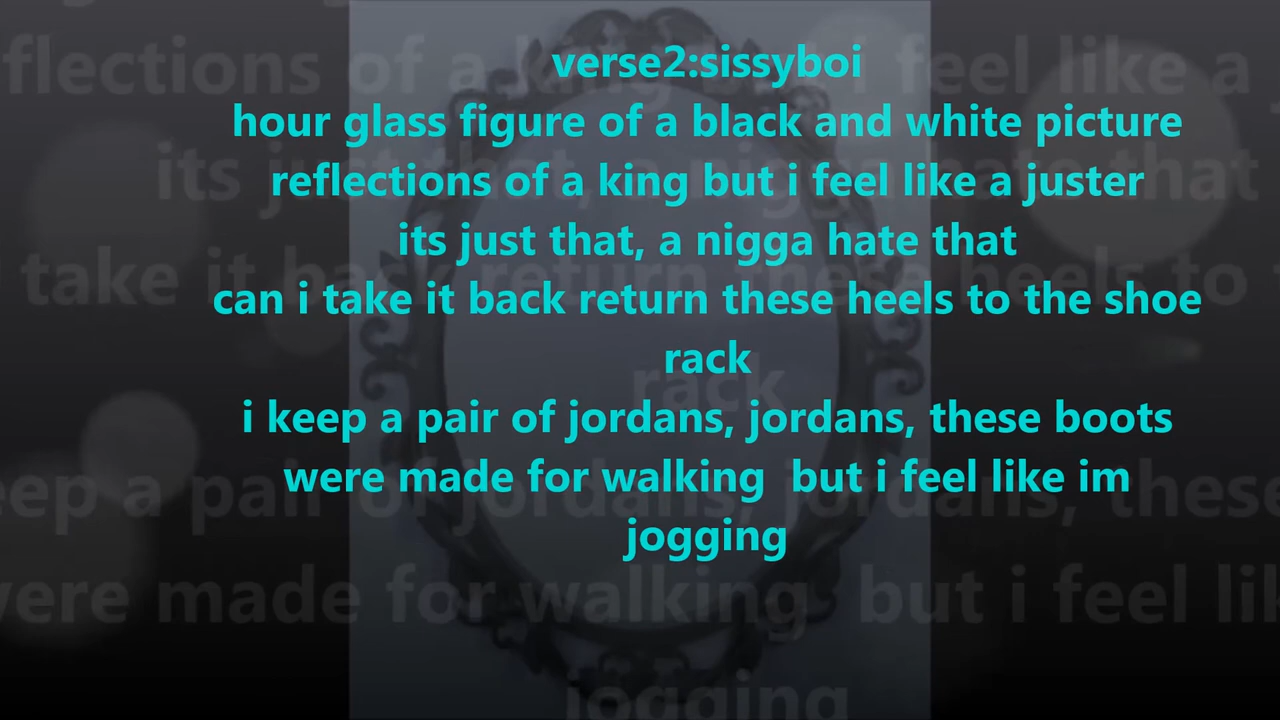 verse2:sissyboi
hour glass figure of a black and white picture
reflections of a king but i feel like a juster
its just that, a nigga hate that
can i take it back return these heels to the shoe
rack
i keep a pair of jordans, jordans, these boots
were made for walking  but i feel like im
jogging